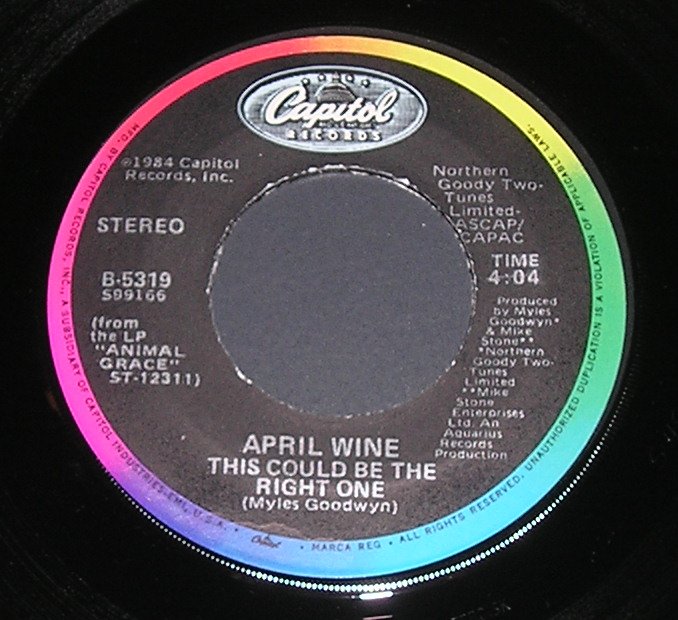 Capitol
RECORDS
℗1984 Capitol
Records, Inc.
STEREO
B-5319
S99166
(from
the LP
"ANIMAL
GRACE"
ST-12311)
Northern
Goody Two-
Tunes
Limited-
ASCAP/
CAPAC
TIME
4:04
Produced
by Myles
Goodwyn*
& Mike
Stone**
*Northern
Goody Two-
Tunes
Limited
**Mike
Stone
Enterprises
Ltd. An
Aquarius
Records
Production
APRIL WINE
THIS COULD BE THE
RIGHT ONE
(Myles Goodwyn)
MFD. BY CAPITOL RECORDS, INC., A SUBSIDIARY OF CAPITOL INDUSTRIES-EMI, U.S.A. • Capitol • MARCA REG • ALL RIGHTS RESERVED. UNAUTHORIZED DUPLICATION IS A VIOLATION OF APPLICABLE LAWS.